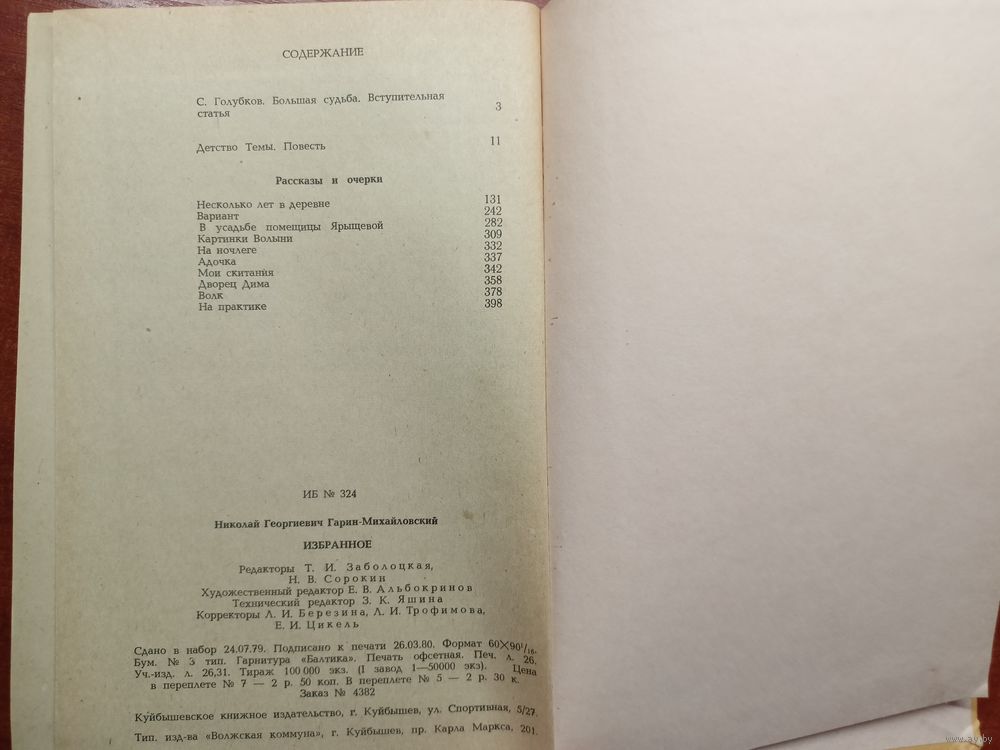 СОДЕРЖАНИЕ
С. Голубков. Большая судьба. Вступительная
статья 3
Детство Темы. Повесть 11
Рассказы и очерки
Несколько лет в деревне 131
Вариант 242
В усадьбе помещицы Ярыщевой 282
Картинки Волыни 309
На ночлеге 332
Адочка 337
Мои скитания 342
Дворец Дима 358
Волк 378
На практике 398
ИБ № 324
Николай Георгиевич Гарин-Михайловский
ИЗБРАННОЕ
Редакторы Т. И. Заболоцкая,
Н. В. Сорокин
Художественный редактор Е. В. Альбокринов
Технический редактор З. К. Яшина
Корректоры Л. И. Березина, Л. И. Трофимова,
Е. И. Цикель
Сдано в набор 24.07.79. Подписано к печати 26.03.80. Формат 60×90¹/₁₆.
Бум. № 3 тип. Гарнитура «Балтика». Печать офсетная. Печ. л. 26.
Уч.-изд. л. 26,31. Тираж 100 000 экз. (I завод 1—50000 экз). Цена
в переплете № 7 — 2 р. 50 коп. В переплете № 5 — 2 р. 30 к.
Заказ № 4382
Куйбышевское книжное издательство, г. Куйбышев, ул. Спортивная, 5/27.
Тип. изд-ва «Волжская коммуна», г. Куйбышев, пр. Карла Маркса, 201.
www.ay.by